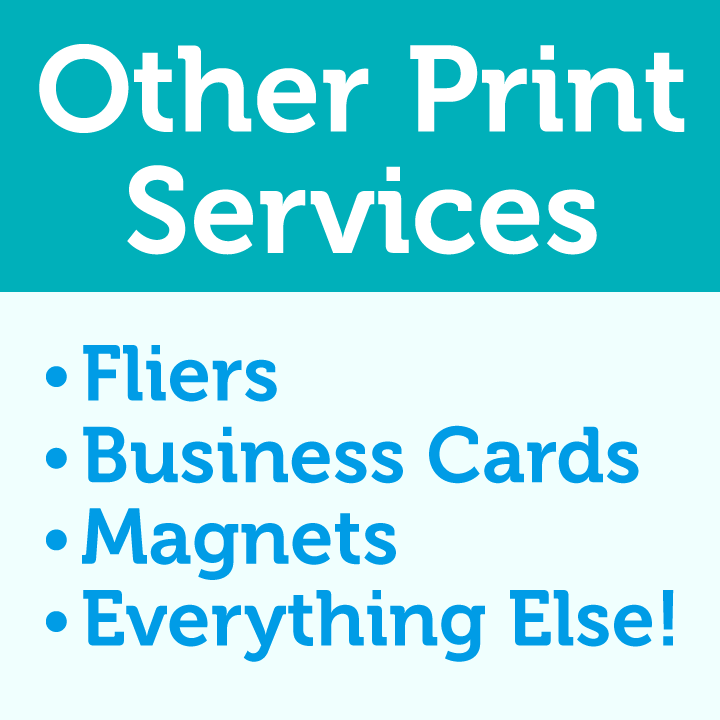 Other Print
Services
• Fliers
• Business Cards
• Magnets
• Everything Else!